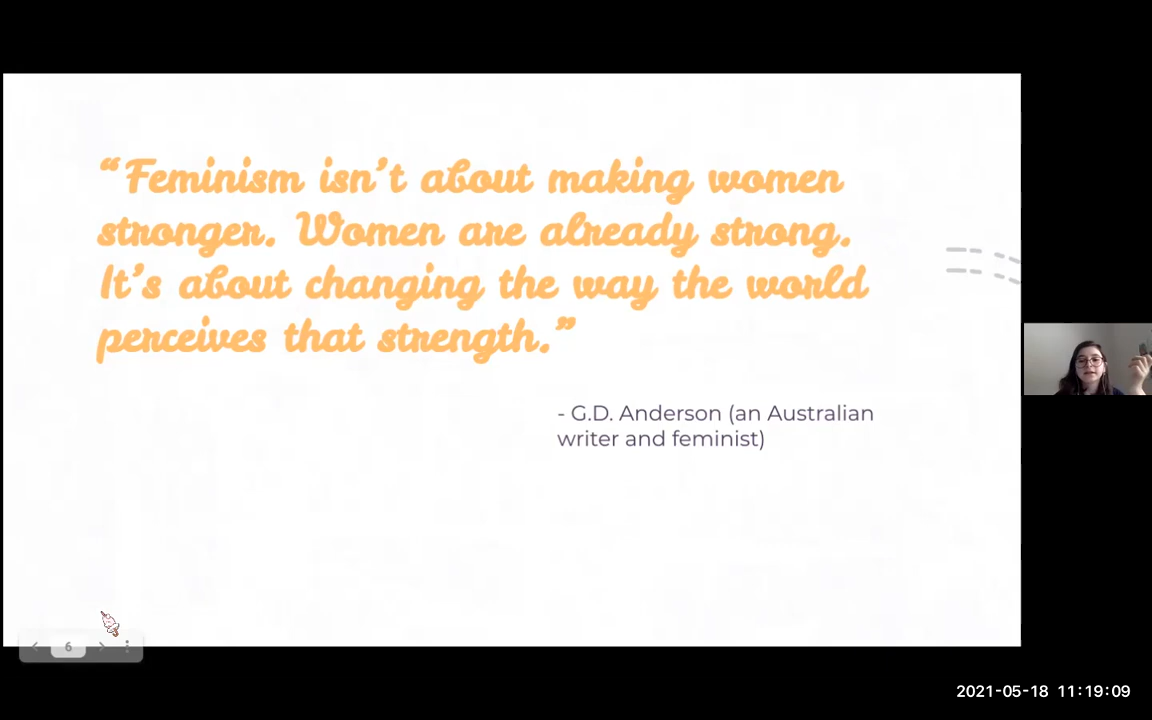 “Feminism isn’t about making women
stronger. Women are already strong.
It’s about changing the way the world
perceives that strength.”
- G.D. Anderson (an Australian
writer and feminist)
6
2021-05-18 11:19:09